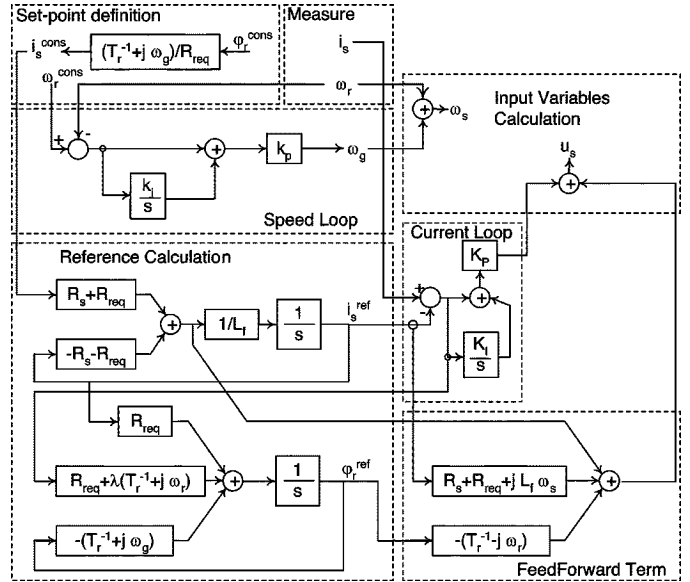 Set-point definition
Measure
i_s^cons
(T_r^-1+j ω_g)/R_req
φ_r^cons
i_s
ω_r^cons
ω_r
+
-
+
ω_s
Input Variables
Calculation
u_s
+
+
k_p
ω_g
k_i
s
Speed Loop
Reference Calculation
Current Loop
K_P
R_s+R_req
+
1/L_f
1
s
i_s^ref
+
-
+
-R_s-R_req
K_I
s
R_req
R_req+λ(T_r^-1+j ω_r)
+
1
s
φ_r^ref
R_s+R_req+j L_f ω_s
+
-(T_r^-1+j ω_g)
-(T_r^-1-j ω_r)
FeedForward Term